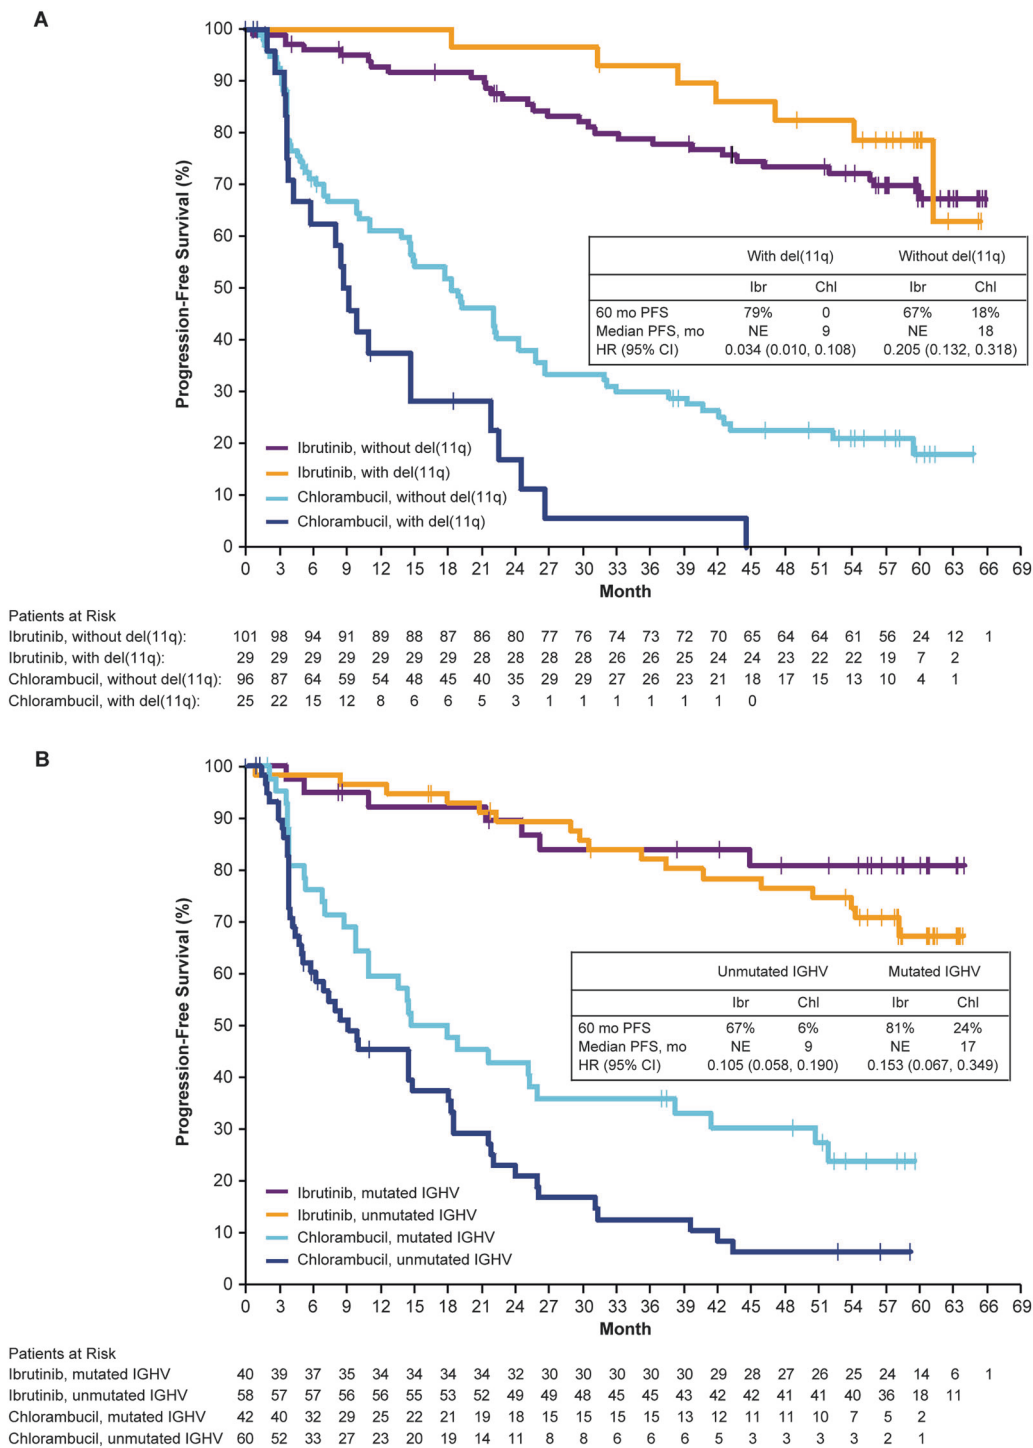 A
Progression-Free Survival (%)
100
90
80
70
60
50
40
30
20
10
0
With del(11q) Without del(11q)
Ibr Chl Ibr Chl
60 mo PFS 79% 0 67% 18%
Median PFS, mo NE 9 NE 18
HR (95% CI) 0.034 (0.010, 0.108) 0.205 (0.132, 0.318)
Ibrutinib, without del(11q)
Ibrutinib, with del(11q)
Chlorambucil, without del(11q)
Chlorambucil, with del(11q)
0 3 6 9 12 15 18 21 24 27 30 33 36 39 42 45 48 51 54 57 60 63 66 69
Month
Patients at Risk
Ibrutinib, without del(11q): 101 98 94 91 89 88 87 86 80 77 76 74 73 72 70 65 64 64 61 56 24 12 1
Ibrutinib, with del(11q): 29 29 29 29 29 29 29 28 28 28 28 26 26 25 24 24 23 22 22 19 7 2
Chlorambucil, without del(11q): 96 87 64 59 54 48 45 40 35 29 29 27 26 23 21 18 17 15 13 10 4 1
Chlorambucil, with del(11q): 25 22 15 12 8 6 6 5 3 1 1 1 1 1 1 0
B
Progression-Free Survival (%)
100
90
80
70
60
50
40
30
20
10
0
Unmutated IGHV Mutated IGHV
Ibr Chl Ibr Chl
60 mo PFS 67% 6% 81% 24%
Median PFS, mo NE 9 NE 17
HR (95% CI) 0.105 (0.058, 0.190) 0.153 (0.067, 0.349)
Ibrutinib, mutated IGHV
Ibrutinib, unmutated IGHV
Chlorambucil, mutated IGHV
Chlorambucil, unmutated IGHV
0 3 6 9 12 15 18 21 24 27 30 33 36 39 42 45 48 51 54 57 60 63 66 69
Month
Patients at Risk
Ibrutinib, mutated IGHV 40 39 37 35 34 34 34 34 32 30 30 30 30 30 29 28 27 26 25 24 14 6 1
Ibrutinib, unmutated IGHV 58 57 57 56 56 55 53 52 49 49 48 45 45 43 42 42 41 41 40 36 18 11
Chlorambucil, mutated IGHV 42 40 32 29 25 22 21 19 18 15 15 15 15 13 12 11 11 10 7 5 2
Chlorambucil, unmutated IGHV 60 52 33 27 23 20 19 14 11 8 8 6 6 6 5 3 3 3 3 2 1